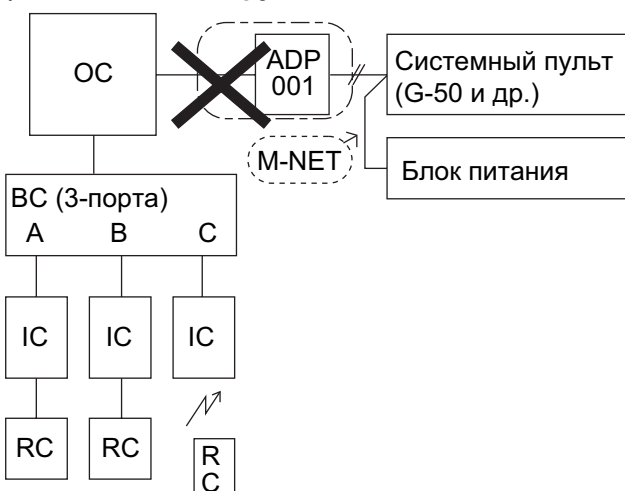 OC
ADP
001
Системный пульт
(G-50 и др.)
M-NET
Блок питания
BC (3-порта)
A B C
IC IC IC
RC RC R
C